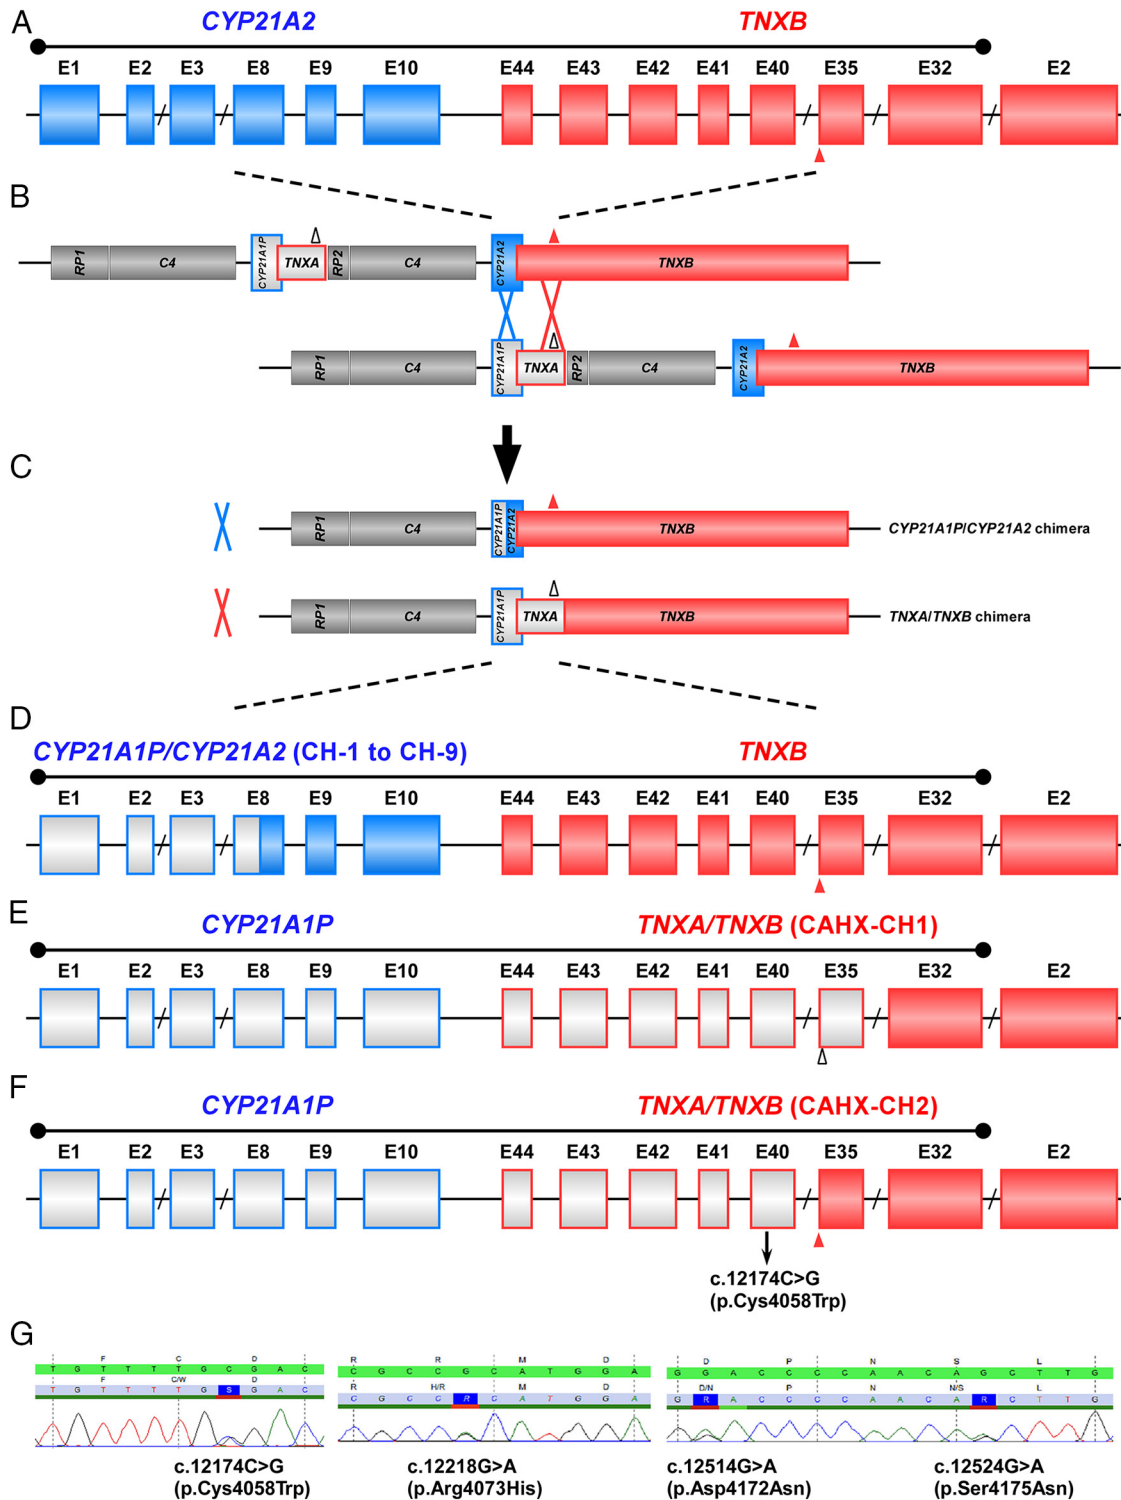 A
CYP21A2 TNXB
E1 E2 E3 E8 E9 E10 E44 E43 E42 E41 E40 E35 E32 E2
B
RP1 C4 CYP21A1P TNXA RP2 C4 CYP21A2 TNXB
RP1 C4 CYP21A1P TNXA RP2 C4 CYP21A2 TNXB
C
RP1 C4 CYP21A1P CYP21A2 TNXB CYP21A1P/CYP21A2 chimera
RP1 C4 CYP21A1P TNXA TNXB TNXA/TNXB chimera
D
CYP21A1P/CYP21A2 (CH-1 to CH-9) TNXB
E1 E2 E3 E8 E9 E10 E44 E43 E42 E41 E40 E35 E32 E2
E
CYP21A1P TNXA/TNXB (CAHX-CH1)
E1 E2 E3 E8 E9 E10 E44 E43 E42 E41 E40 E35 E32 E2
F
CYP21A1P TNXA/TNXB (CAHX-CH2)
E1 E2 E3 E8 E9 E10 E44 E43 E42 E41 E40 E35 E32 E2
c.12174C>G
(p.Cys4058Trp)
G
F C D R R M D D P N S L
T G T T T T G C G A C C G C C G C A T G G A G G A C C C C A A C A G C T T G
F C/W D R H/R M D D/N P N N/S L
T G T T T T G S G A C C G C C R C A T G G A G R A C C C C A A C A R C T T G
c.12174C>G c.12218G>A c.12514G>A c.12524G>A
(p.Cys4058Trp) (p.Arg4073His) (p.Asp4172Asn) (p.Ser4175Asn)